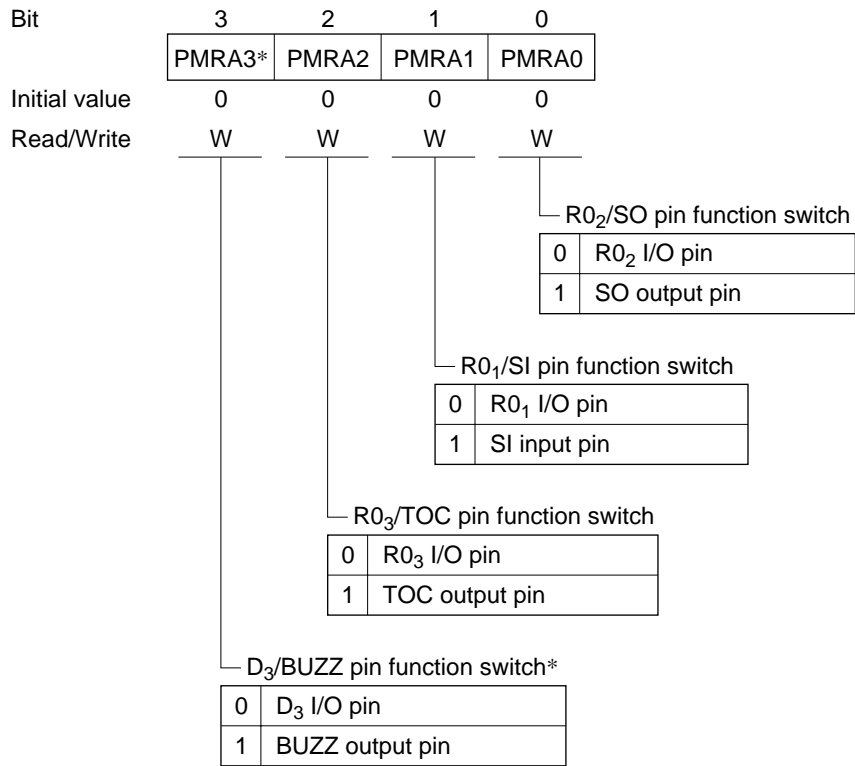 Bit 3 2 1 0
PMRA3* PMRA2 PMRA1 PMRA0
Initial value 0 0 0 0
Read/Write W W W W
R0₂/SO pin function switch
0 R0₂ I/O pin
1 SO output pin
R0₁/SI pin function switch
0 R0₁ I/O pin
1 SI input pin
R0₃/TOC pin function switch
0 R0₃ I/O pin
1 TOC output pin
D₃/BUZZ pin function switch*
0 D₃ I/O pin
1 BUZZ output pin